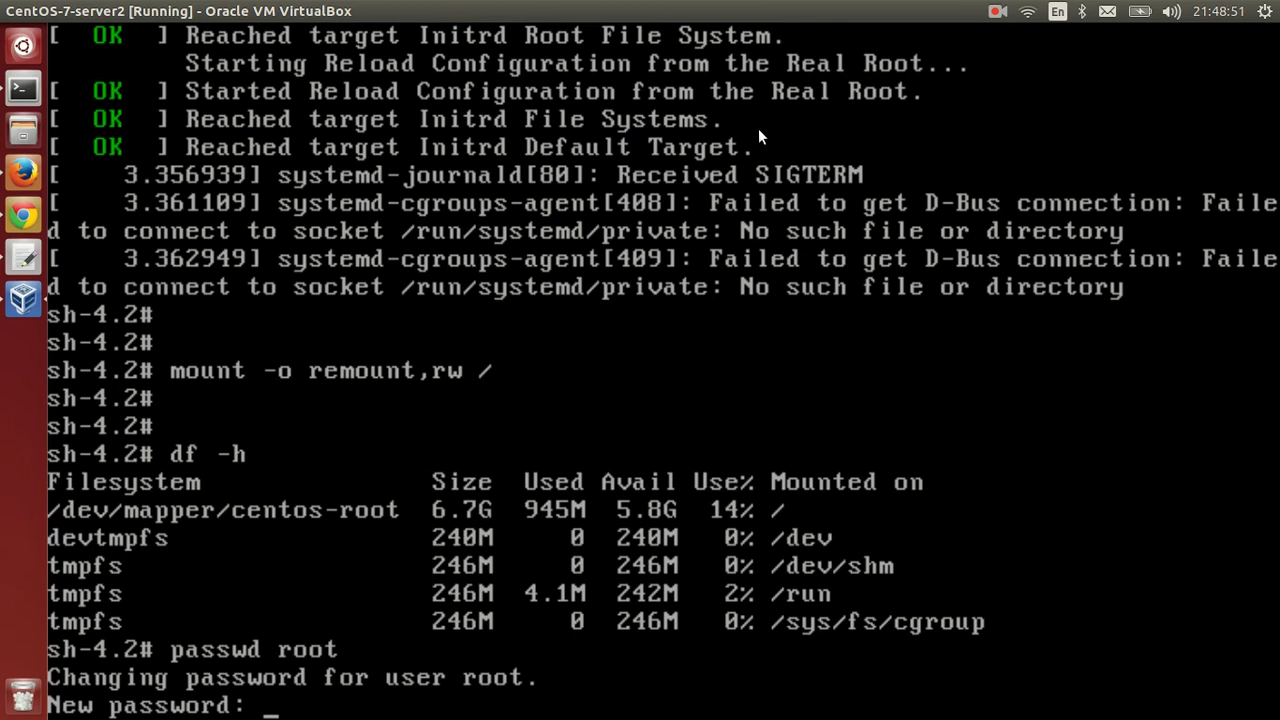 CentOS-7-server2 [Running] - Oracle VM VirtualBox
En
21:48:51
[  OK  ] Reached target Initrd Root File System.
         Starting Reload Configuration from the Real Root...
[  OK  ] Started Reload Configuration from the Real Root.
[  OK  ] Reached target Initrd File Systems.
[  OK  ] Reached target Initrd Default Target.
[    3.356939] systemd-journald[80]: Received SIGTERM
[    3.361109] systemd-cgroups-agent[408]: Failed to get D-Bus connection: Faile
d to connect to socket /run/systemd/private: No such file or directory
[    3.362949] systemd-cgroups-agent[409]: Failed to get D-Bus connection: Faile
d to connect to socket /run/systemd/private: No such file or directory
sh-4.2#
sh-4.2#
sh-4.2# mount -o remount,rw /
sh-4.2#
sh-4.2#
sh-4.2# df -h
Filesystem               Size  Used Avail Use% Mounted on
/dev/mapper/centos-root  6.7G  945M  5.8G  14% /
devtmpfs                 240M     0  240M   0% /dev
tmpfs                    246M     0  246M   0% /dev/shm
tmpfs                    246M  4.1M  242M   2% /run
tmpfs                    246M     0  246M   0% /sys/fs/cgroup
sh-4.2# passwd root
Changing password for user root.
New password: _